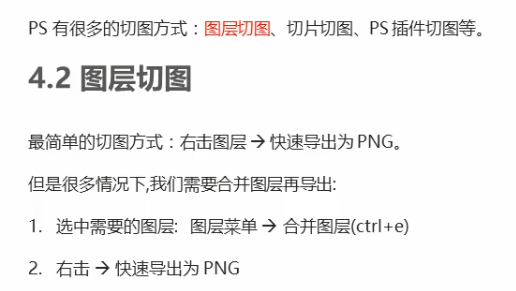 PS 有很多的切图方式：图层切图、切片切图、PS 插件切图等。
4.2 图层切图
最简单的切图方式：右击图层 → 快速导出为 PNG。
但是很多情况下,我们需要合并图层再导出:
1. 选中需要的图层: 图层菜单 → 合并图层(ctrl+e)
2. 右击 → 快速导出为 PNG